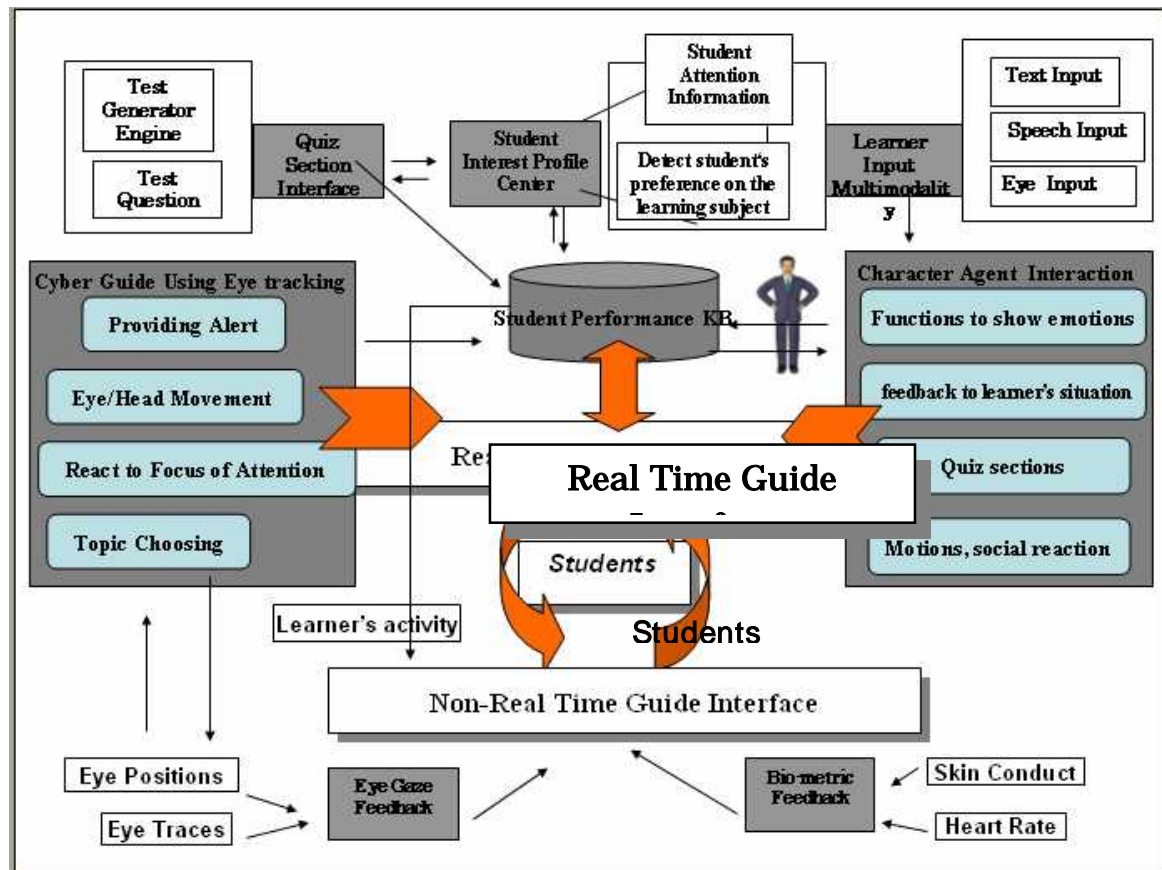 Test
Generator
Engine
Test
Question
Quiz
Section
Interface
Student
Interest Profile
Center
Student
Attention
Information
Detect student's
preference on the
learning subject
Learner
Input
Multimodalit
y
Text Input
Speech Input
Eye Input
Cyber Guide Using Eye tracking
Providing Alert
Eye/Head Movement
React to Focus of Attention
Topic Choosing
Student Performance KB
Character Agent Interaction
Functions to show emotions
feedback to learner's situation
Quiz sections
Motions, social reaction
Real Time Guide
Students
Students
Learner's activity
Non-Real Time Guide Interface
Eye Positions
Eye Traces
Eye Gaze
Feedback
Bio-metric
Feedback
Skin Conduct
Heart Rate